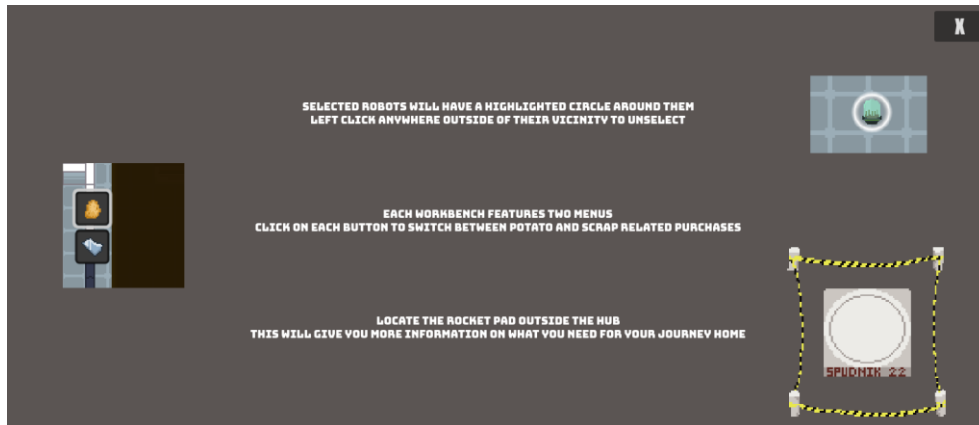 X
SELECTED ROBOTS WILL HAVE A HIGHLIGHTED CIRCLE AROUND THEM
LEFT CLICK ANYWHERE OUTSIDE OF THEIR VICINITY TO UNSELECT
EACH WORKBENCH FEATURES TWO MENUS
CLICK ON EACH BUTTON TO SWITCH BETWEEN POTATO AND SCRAP RELATED PURCHASES
LOCATE THE ROCKET PAD OUTSIDE THE HUB
THIS WILL GIVE YOU MORE INFORMATION ON WHAT YOU NEED FOR YOUR JOURNEY HOME
SPUDNIK 22